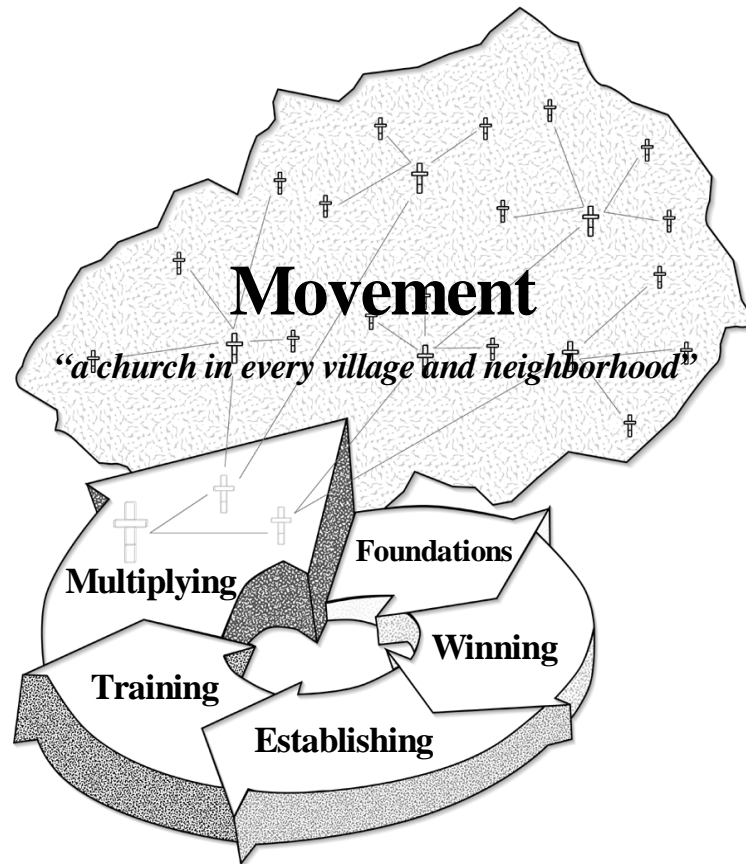 Movement
“a church in every village and neighborhood”
Foundations
Multiplying
Winning
Training
Establishing